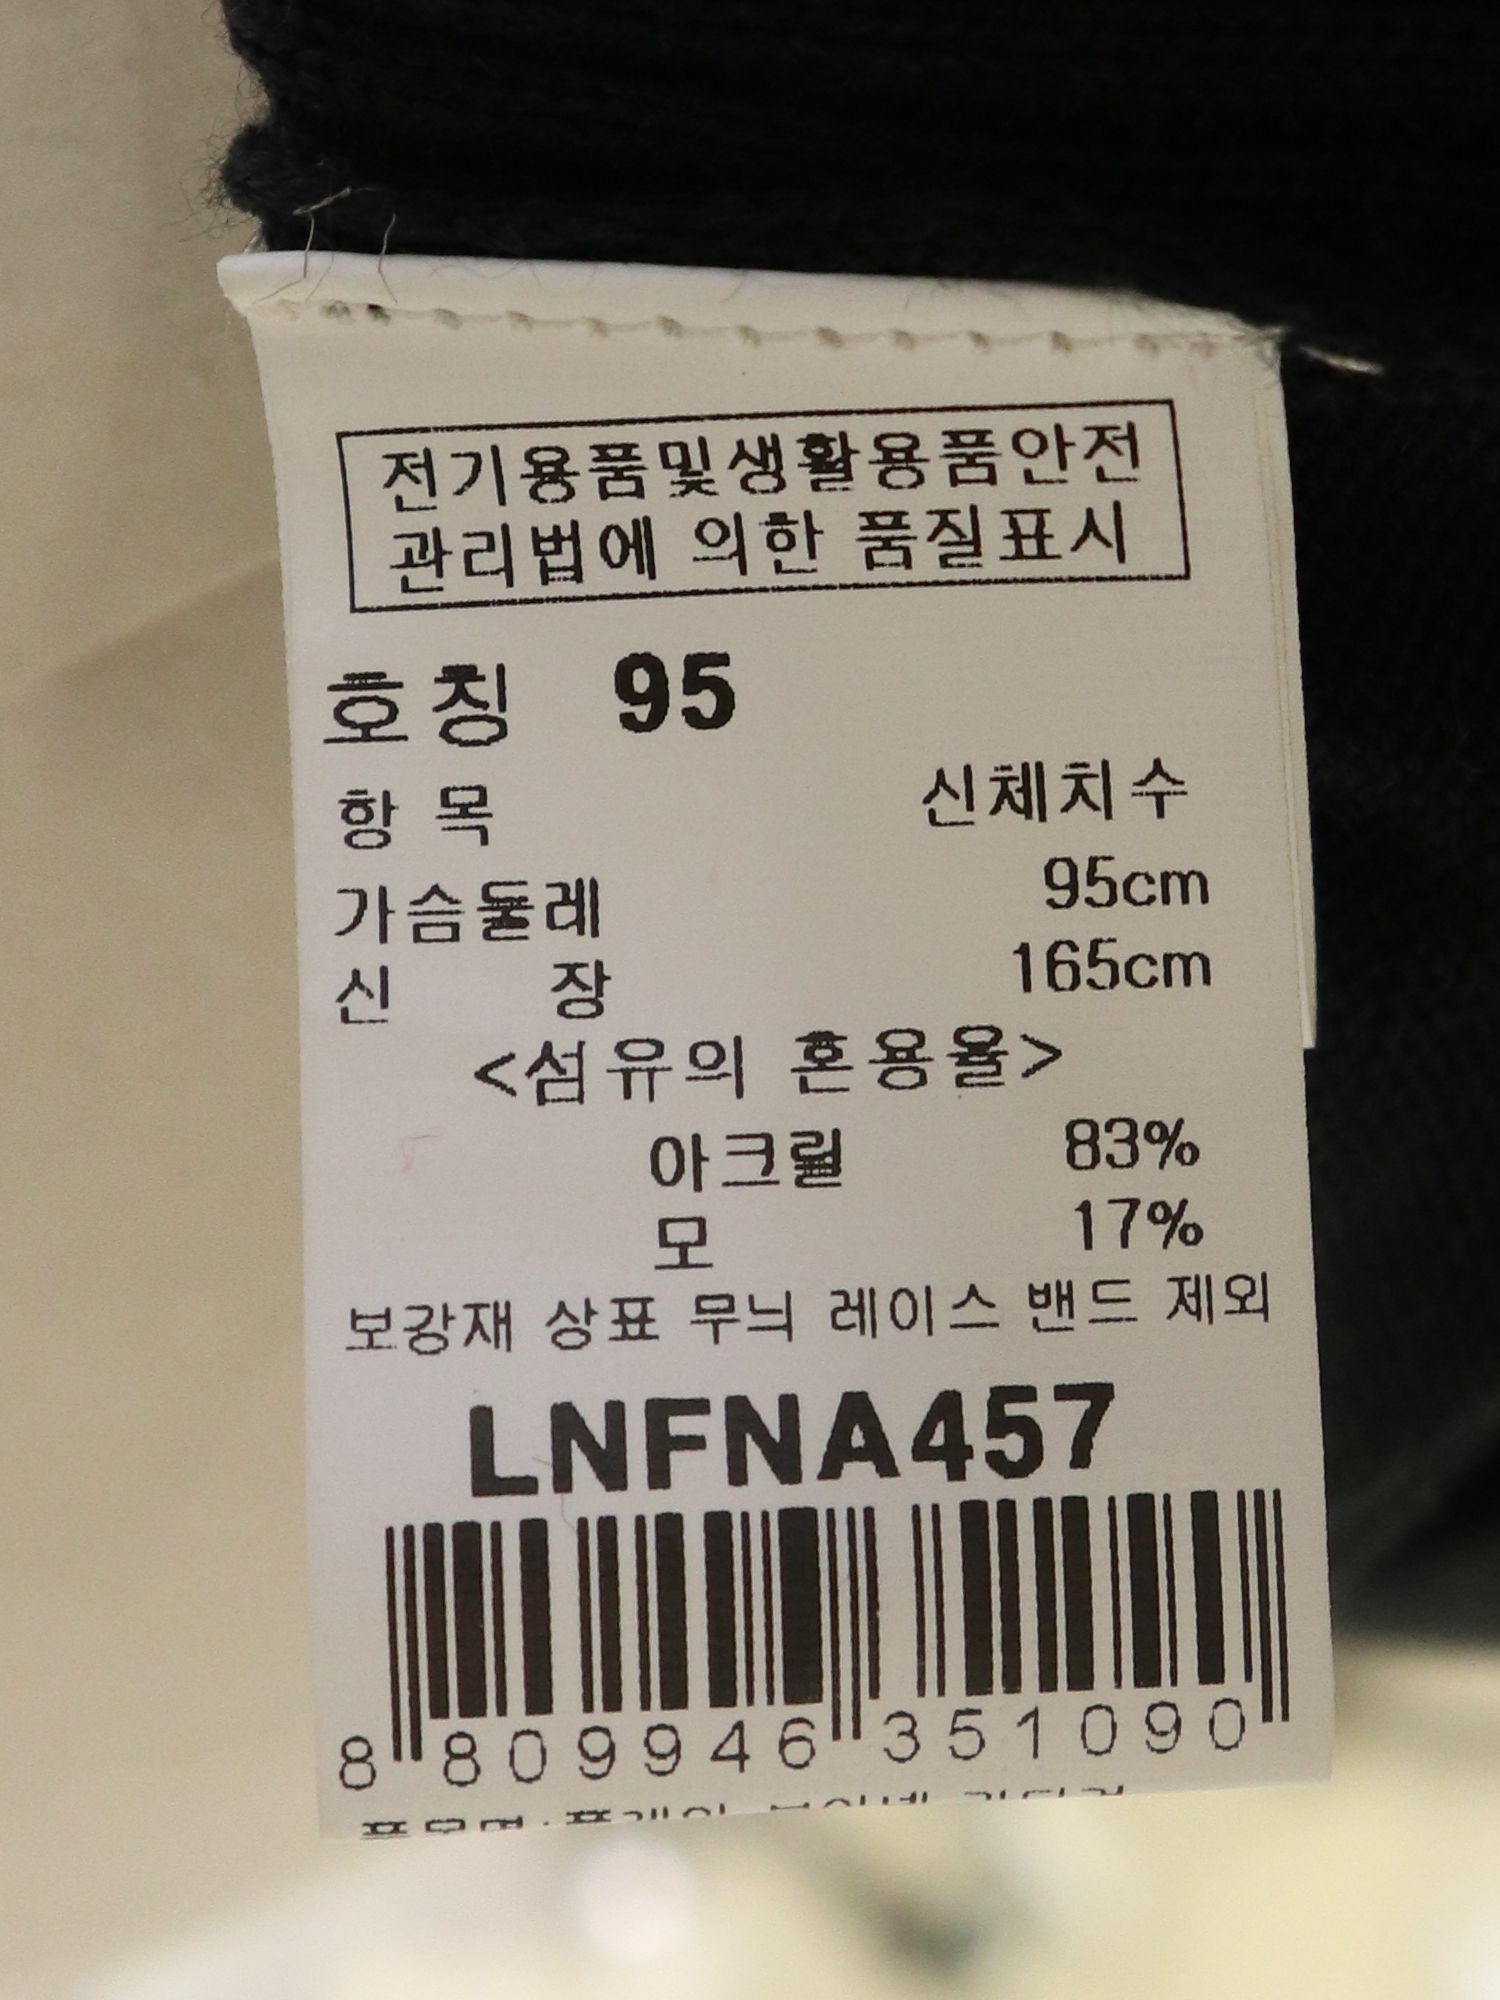 전기용품및생활용품안전
관리법에 의한 품질표시
호칭 95
항목 신체치수
가슴둘레 95cm
신장 165cm
<섬유의 혼용율>
아크릴 83%
모 17%
보강재 상표 무늬 레이스 밴드 제외
LNFNA457
8 809946 351090